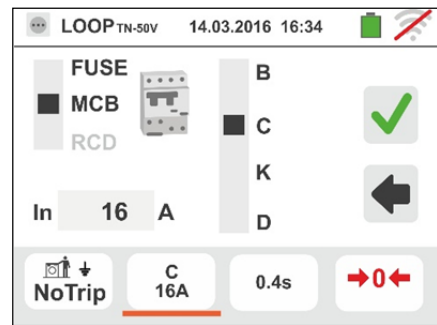 LOOP TN-50V 14.03.2016 16:34
FUSE
MCB
RCD
B
C
K
D
In 16 A
NoTrip
C
16A
0.4s
0